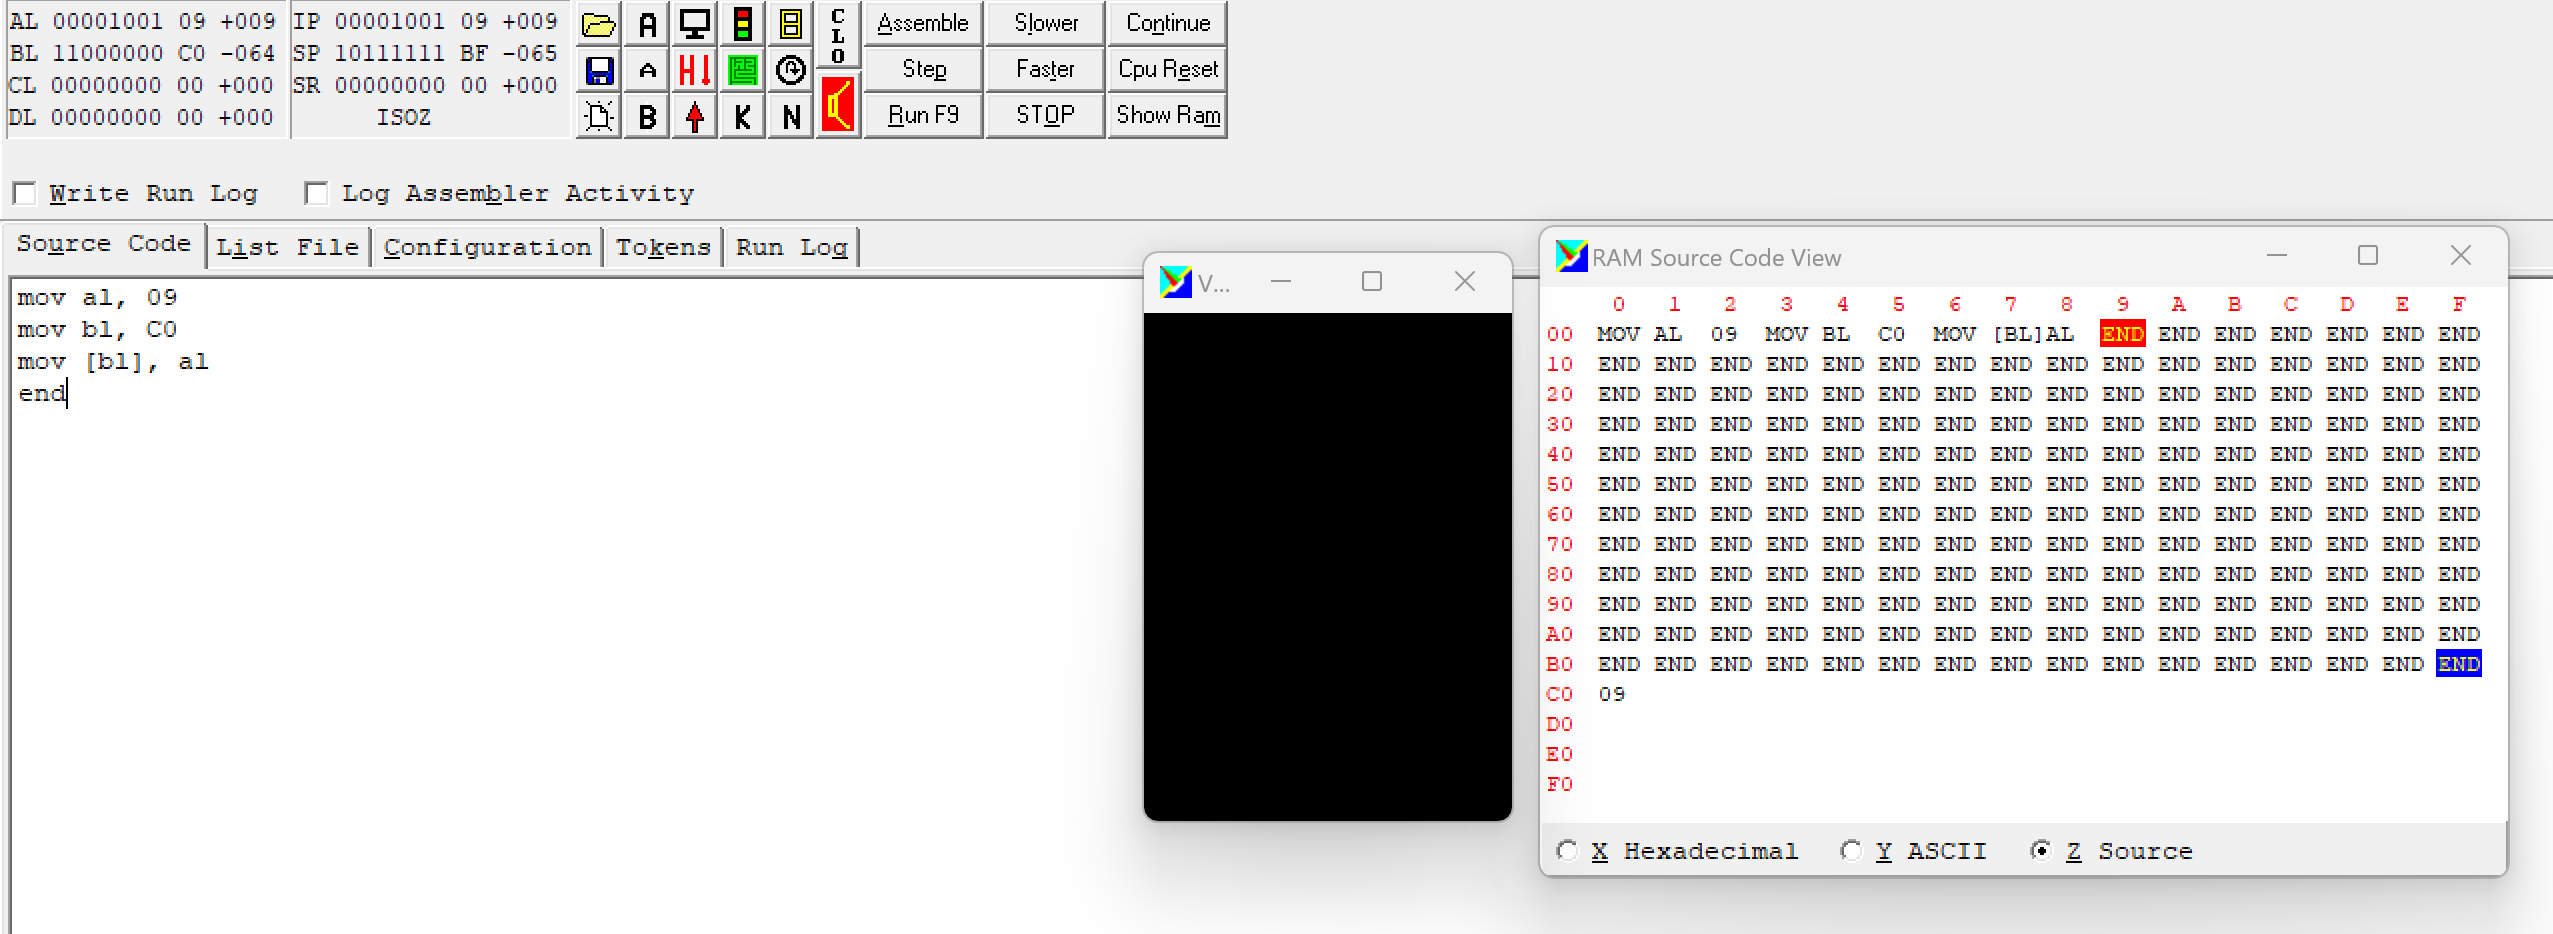 AL 00001001 09 +009 IP 00001001 09 +009
BL 11000000 C0 -064 SP 10111111 BF -065
CL 00000000 00 +000 SR 00000000 00 +000
DL 00000000 00 +000 ISOZ
A
A
H
B K N
CLO
Assemble Slower Continue
Step Faster Cpu Reset
Run F9 STOP Show Ram
Write Run Log Log Assembler Activity
Source Code List File Configuration Tokens Run Log
mov al, 09
mov bl, C0
mov [bl], al
end
V...
RAM Source Code View
0 1 2 3 4 5 6 7 8 9 A B C D E F
00 MOV AL 09 MOV BL C0 MOV [BL]AL END END END END END END END
10 END END END END END END END END END END END END END END END END
20 END END END END END END END END END END END END END END END END
30 END END END END END END END END END END END END END END END END
40 END END END END END END END END END END END END END END END END
50 END END END END END END END END END END END END END END END END
60 END END END END END END END END END END END END END END END END
70 END END END END END END END END END END END END END END END END
80 END END END END END END END END END END END END END END END END
90 END END END END END END END END END END END END END END END END
A0 END END END END END END END END END END END END END END END END
B0 END END END END END END END END END END END END END END END END
C0 09
D0
E0
F0
X Hexadecimal Y ASCII Z Source